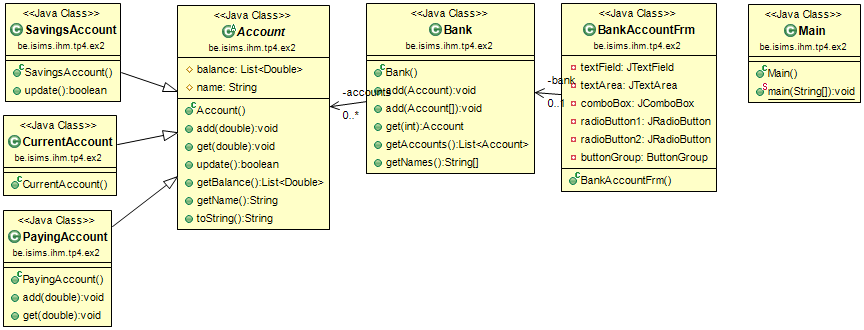 <<Java Class>>
SavingsAccount
be.isims.ihm.tp4.ex2
SavingsAccount()
update():boolean
<<Java Class>>
CurrentAccount
be.isims.ihm.tp4.ex2
CurrentAccount()
<<Java Class>>
PayingAccount
be.isims.ihm.tp4.ex2
PayingAccount()
add(double):void
get(double):void
<<Java Class>>
Account
be.isims.ihm.tp4.ex2
balance: List<Double>
name: String
Account()
add(double):void
get(double):void
update():boolean
getBalance():List<Double>
getName():String
toString():String
-accounts
0..*
<<Java Class>>
Bank
be.isims.ihm.tp4.ex2
Bank()
add(Account):void
add(Account[]):void
get(int):Account
getAccounts():List<Account>
getNames():String[]
-bank
0..1
<<Java Class>>
BankAccountFrm
be.isims.ihm.tp4.ex2
textField: JTextField
textArea: JTextArea
comboBox: JComboBox
radioButton1: JRadioButton
radioButton2: JRadioButton
buttonGroup: ButtonGroup
BankAccountFrm()
<<Java Class>>
Main
be.isims.ihm.tp4.ex2
Main()
main(String[]):void